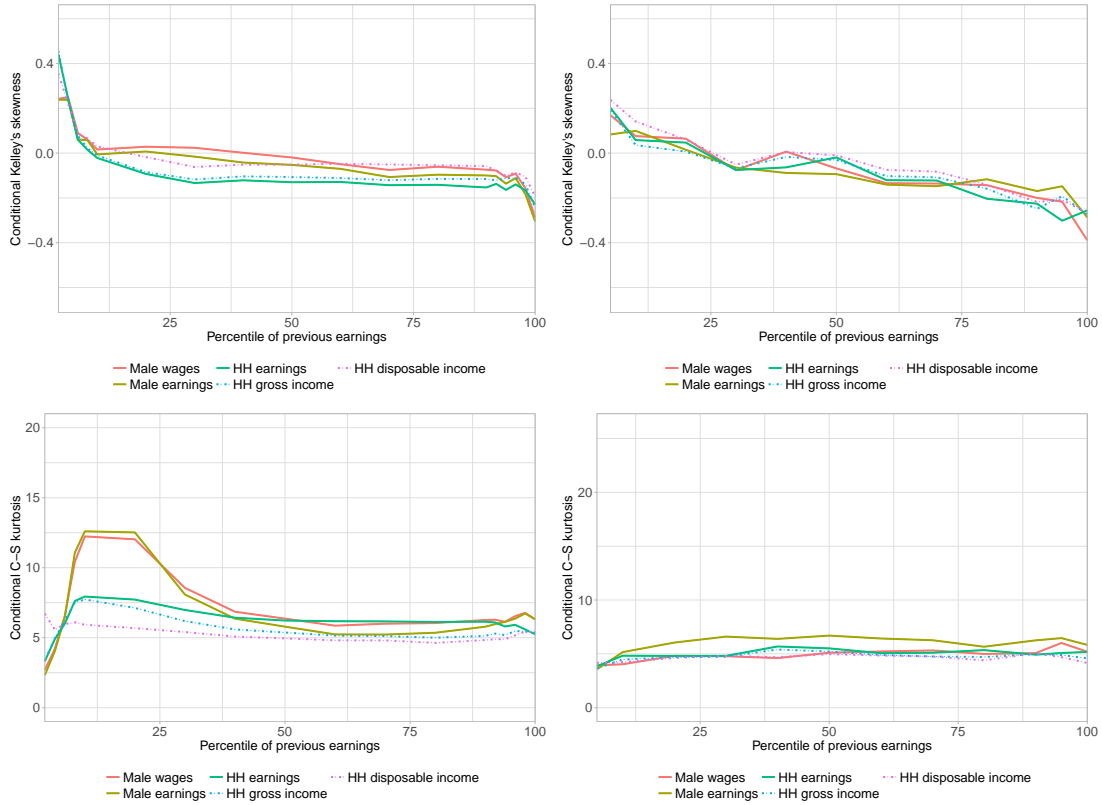 Conditional Kelley's skewness
0.4
0.0
−0.4
25
50
75
100
Percentile of previous earnings
Male wages
HH earnings
HH disposable income
Male earnings
HH gross income
Conditional Kelley's skewness
0.4
0.0
−0.4
25
50
75
100
Percentile of previous earnings
Male wages
HH earnings
HH disposable income
Male earnings
HH gross income
Conditional C−S kurtosis
20
15
10
5
0
25
50
75
100
Percentile of previous earnings
Male wages
HH earnings
HH disposable income
Male earnings
HH gross income
Conditional C−S kurtosis
20
10
0
25
50
75
100
Percentile of previous earnings
Male wages
HH earnings
HH disposable income
Male earnings
HH gross income